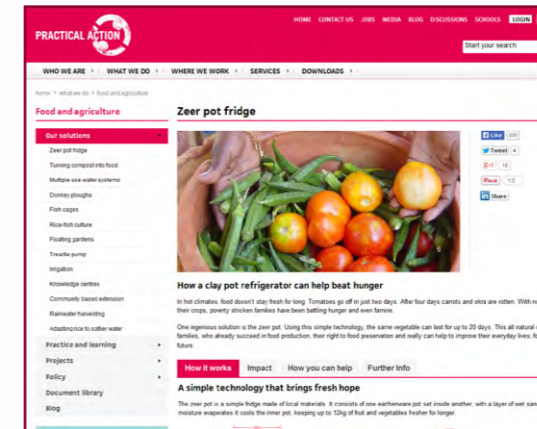 HOME CONTACT US JOBS MEDIA BLOG DISCUSSIONS SCHOOLS LOGIN
PRACTICAL ACTION
Start your search
WHO WE ARE WHAT WE DO WHERE WE WORK SERVICES DOWNLOADS
home > what we do > food and agriculture
Food and agriculture
Zeer pot fridge
Our solutions
Zeer pot fridge
Turning compost into food
Multiple use water systems
Donkey ploughs
Fish cages
Rice-fish culture
Floating gardens
Treadle pump
Irrigation
Knowledge centres
Community based extension
Rainwater harvesting
Adapting rice to saltier water
Practice and learning
Projects
Policy
Document library
Blog
Like
Tweet 4
+1
Pin it
Share
How a clay pot refrigerator can help beat hunger
In hot climates, food doesn't stay fresh for long. Tomatoes go off in just two days. After four days carrots and okra are rotten. With
their crops, poverty stricken families have been battling hunger and even famine.
One ingenious solution is the zeer pot. Using this simple technology, the same vegetable can last for up to 20 days. This all natural
families, who already succeed in food production, their right to food preservation and really can help to improve their everyday lives,
future.
How it works Impact How you can help Further Info
A simple technology that brings fresh hope
The zeer pot is a simple fridge made of local materials. It consists of one earthenware pot set inside another, with a layer of wet
moisture evaporates it cools the inner pot, keeping up to 12kg of fruit and vegetables fresher for longer.